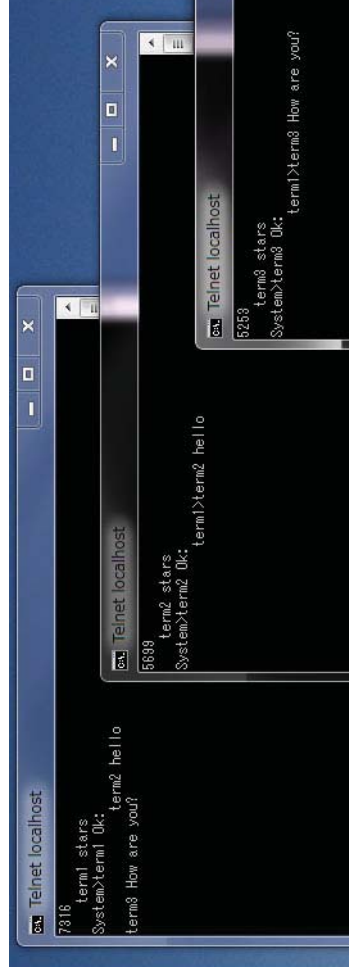 Telnet localhost
7316
term1 stars
System>term1 Ok:
term2 hello
term3 How are you?
Telnet localhost
5699
term2 stars
System>term2 Ok:
term1>term2 hello
Telnet localhost
5253
term3 stars
System>term3 Ok:
term1>term3 How are you?